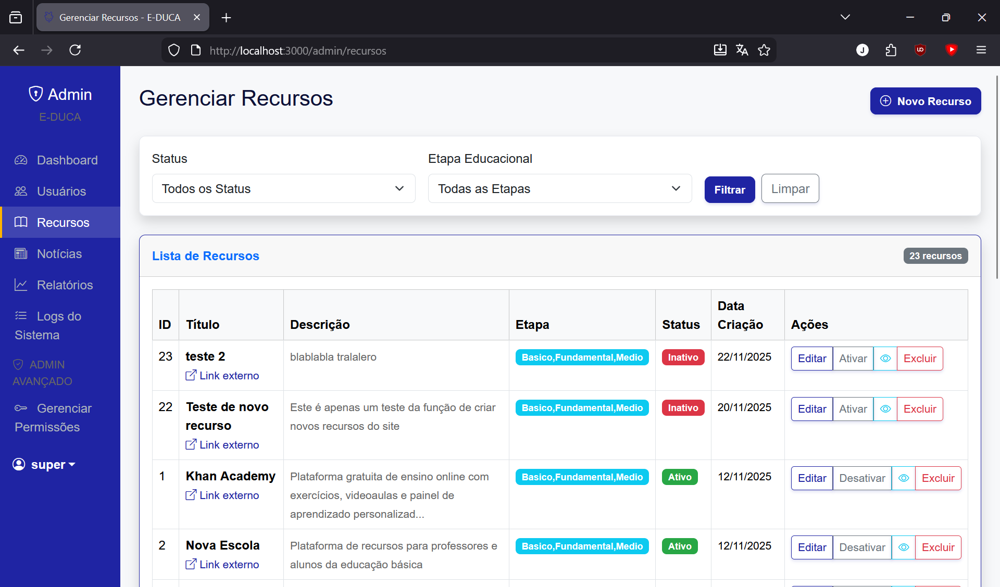 Gerenciar Recursos - E-DUCA
http://localhost:3000/admin/recursos
J
Admin
E-DUCA
Dashboard
Usuários
Recursos
Notícias
Relatórios
Logs do
Sistema
ADMIN
AVANÇADO
Gerenciar
Permissões
super
Gerenciar Recursos
Novo Recurso
Status
Etapa Educacional
Todos os Status
Todas as Etapas
Filtrar
Limpar
Lista de Recursos
23 recursos
ID Título Descrição Etapa Status Data Criação Ações
23 teste 2 blablabla tralalero Basico,Fundamental,Medio Inativo 22/11/2025 Editar Ativar Excluir
Link externo
22 Teste de novo Este é apenas um teste da função de criar Basico,Fundamental,Medio Inativo 20/11/2025 Editar Ativar Excluir
recurso novos recursos do site
Link externo
1 Khan Academy Plataforma gratuita de ensino online com Basico,Fundamental,Medio Ativo 12/11/2025 Editar Desativar Excluir
Link externo exercícios, videoaulas e painel de
aprendizado personalizad...
2 Nova Escola Plataforma de recursos para professores e Basico,Fundamental,Medio Ativo 12/11/2025 Editar Desativar Excluir
Link externo alunos da educação básica